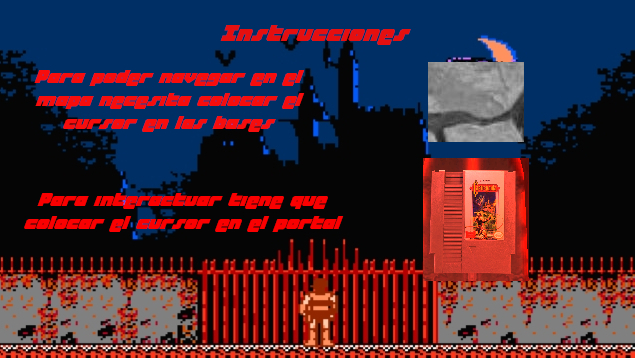 Instrucciones
Para poder navegar en el
mapa necesita colocar el
cursor en las bases
Para interactuar tiene que
colocar el cursor en el portal